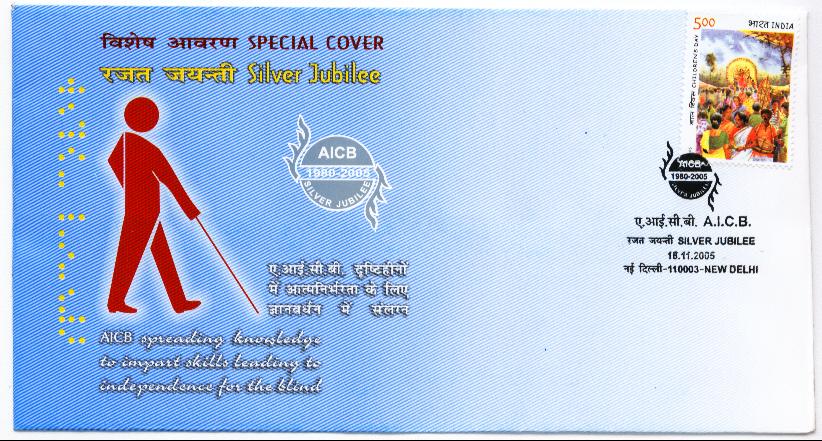 विशेष आवरण SPECIAL COVER
रजत जयन्ती Silver Jubilee
AICB
1980-2005
SILVER JUBILEE
ए.आई.सी.बी. दृष्टिहीनों
में आत्मनिर्भरता के लिए
ज्ञानवर्धन में संलग्न
AICB spreading knowledge
to impart skills leading to
independence for the blind
5.00 भारत INDIA
बाल दिवस CHILDREN'S DAY
AICB
1980-2005
SILVER JUBILEE
ए.आई.सी.बी. A.I.C.B.
रजत जयन्ती SILVER JUBILEE
16.11.2005
नई दिल्ली-110003-NEW DELHI